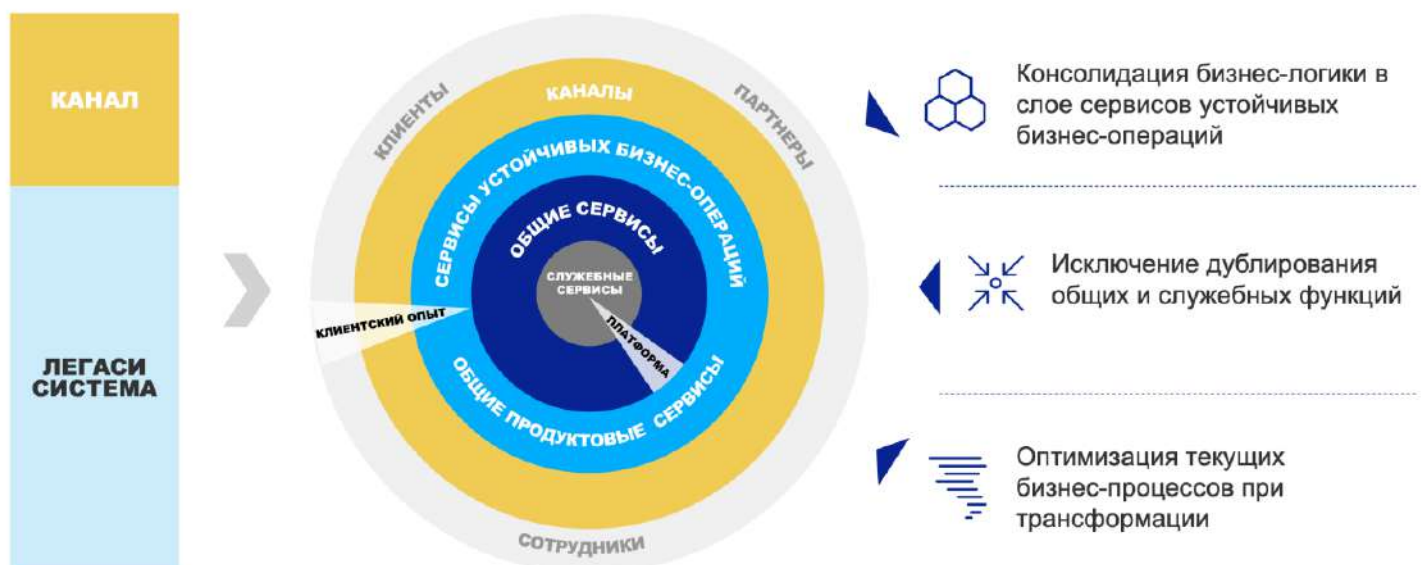 КАНАЛ
ЛЕГАСИ
СИСТЕМА
КЛИЕНТЫ
ПАРТНЕРЫ
СОТРУДНИКИ
КАНАЛЫ
СЕРВИСЫ УСТОЙЧИВЫХ БИЗНЕС-ОПЕРАЦИЙ
ОБЩИЕ ПРОДУКТОВЫЕ СЕРВИСЫ
ОБЩИЕ СЕРВИСЫ
СЛУЖЕБНЫЕ
СЕРВИСЫ
КЛИЕНТСКИЙ ОПЫТ
ПЛАТФОРМА
Консолидация бизнес-логики в
слое сервисов устойчивых
бизнес-операций
Исключение дублирования
общих и служебных функций
Оптимизация текущих
бизнес-процессов при
трансформации